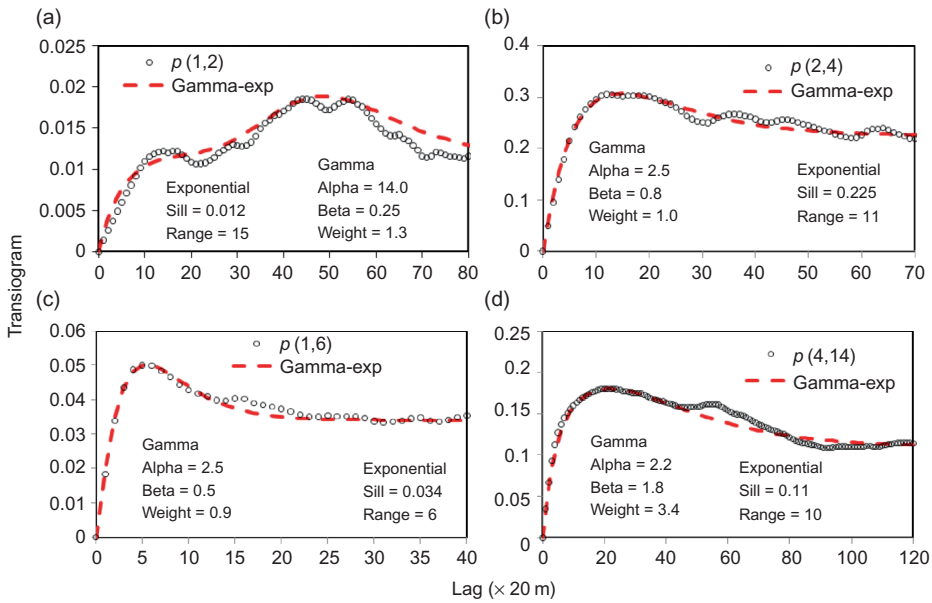 (a)
0.025
0.02
0.015
0.01
0.005
0
p (1,2)
Gamma-exp
Exponential
Sill = 0.012
Range = 15
Gamma
Alpha = 14.0
Beta = 0.25
Weight = 1.3
0 10 20 30 40 50 60 70 80
(b)
0.4
0.3
0.2
0.1
0
p (2,4)
Gamma-exp
Gamma
Alpha = 2.5
Beta = 0.8
Weight = 1.0
Exponential
Sill = 0.225
Range = 11
0 10 20 30 40 50 60 70
(c)
0.06
0.05
0.04
0.03
0.02
0.01
0
p (1,6)
Gamma-exp
Gamma
Alpha = 2.5
Beta = 0.5
Weight = 0.9
Exponential
Sill = 0.034
Range = 6
0 5 10 15 20 25 30 35 40
(d)
0.25
0.20
0.15
0.10
0.05
0
p (4,14)
Gamma-exp
Gamma
Alpha = 2.2
Beta = 1.8
Weight = 3.4
Exponential
Sill = 0.11
Range = 10
0 20 40 60 80 100 120
Transiogram
Lag (× 20 m)